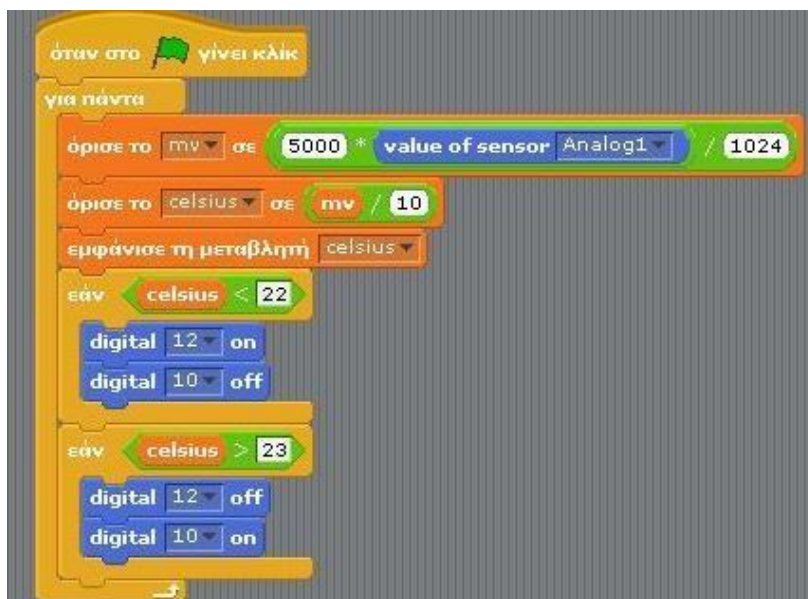 όταν στο γίνει κλίκ
για πάντα
όρισε το mv σε 5000 * value of sensor Analog1 / 1024
όρισε το celsius σε mv / 10
εμφάνισε τη μεταβλητή celsius
εάν celsius < 22
digital 12 on
digital 10 off
εάν celsius > 23
digital 12 off
digital 10 on